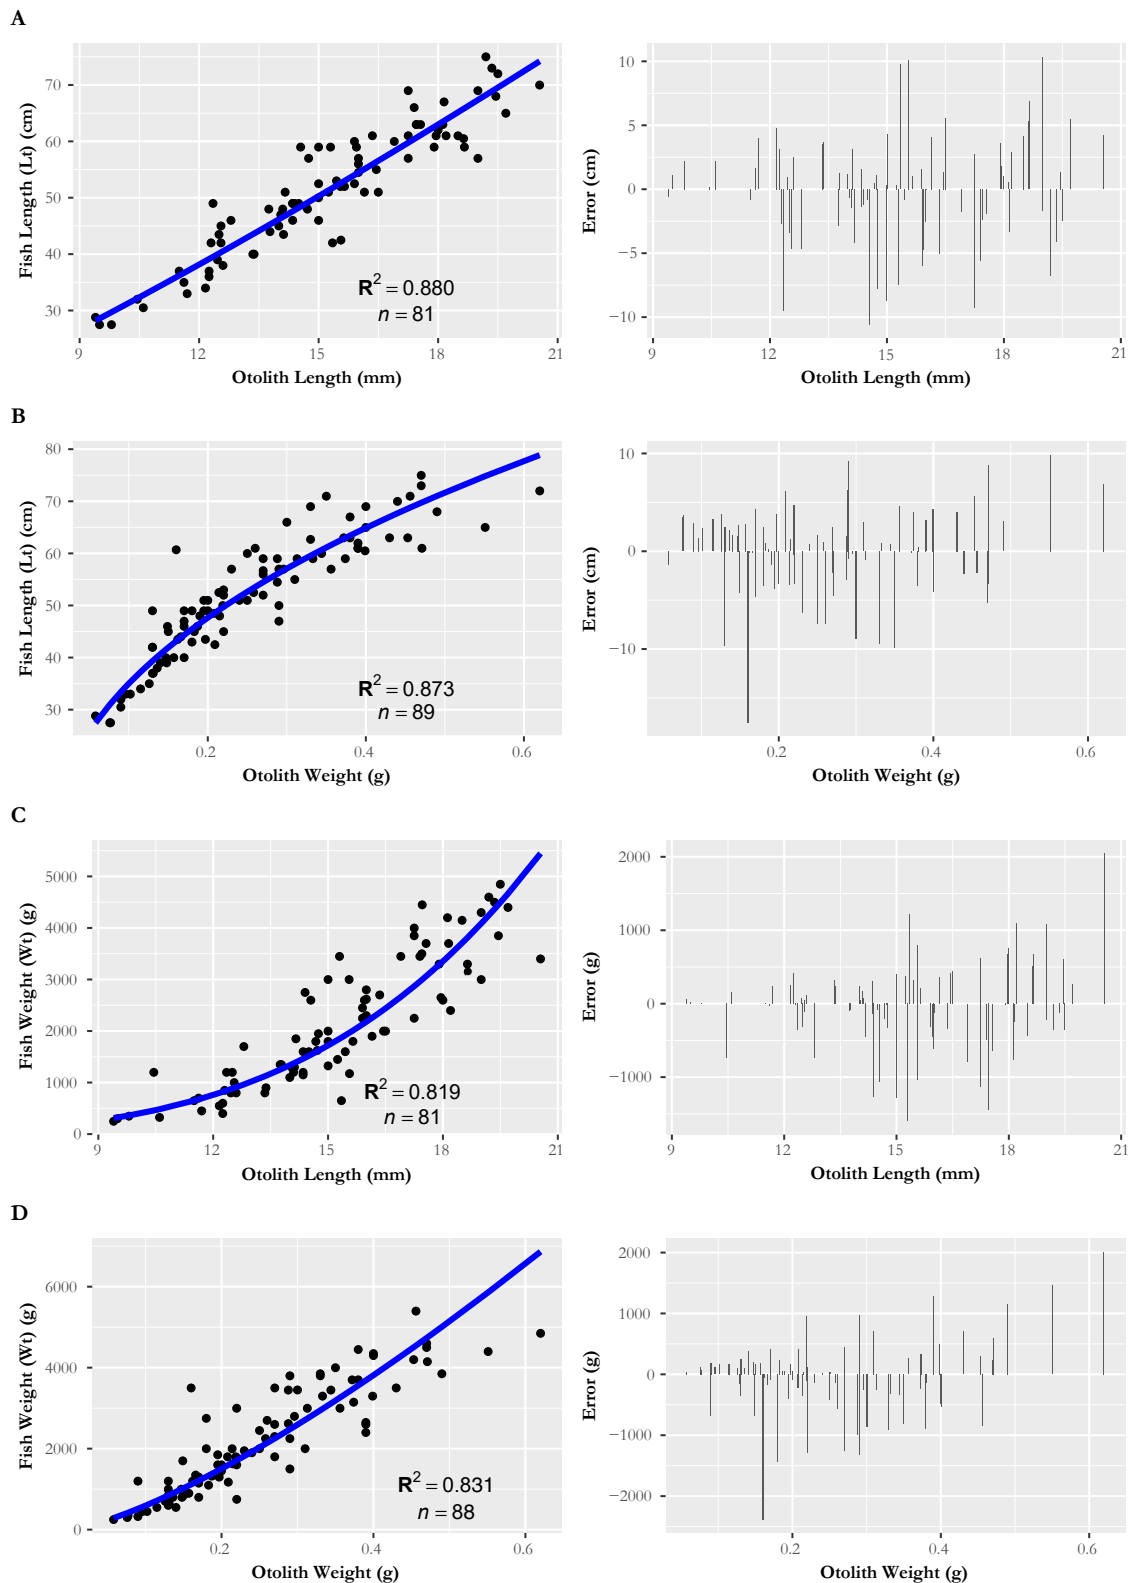 A
70
60
50
40
30
Fish Length (Lt) (cm)
R² = 0.880
n = 81
9 12 15 18 21
Otolith Length (mm)
10
5
0
−5
−10
Error (cm)
9 12 15 18 21
Otolith Length (mm)
B
80
70
60
50
40
30
Fish Length (Lt) (cm)
R² = 0.873
n = 89
0.2 0.4 0.6
Otolith Weight (g)
10
0
−10
Error (cm)
0.2 0.4 0.6
Otolith Weight (g)
C
5000
4000
3000
2000
1000
0
Fish Weight (Wt) (g)
R² = 0.819
n = 81
9 12 15 18 21
Otolith Length (mm)
2000
1000
0
−1000
Error (g)
9 12 15 18 21
Otolith Length (mm)
D
6000
4000
2000
0
Fish Weight (Wt) (g)
R² = 0.831
n = 88
0.2 0.4 0.6
Otolith Weight (g)
2000
1000
0
−1000
−2000
Error (g)
0.2 0.4 0.6
Otolith Weight (g)